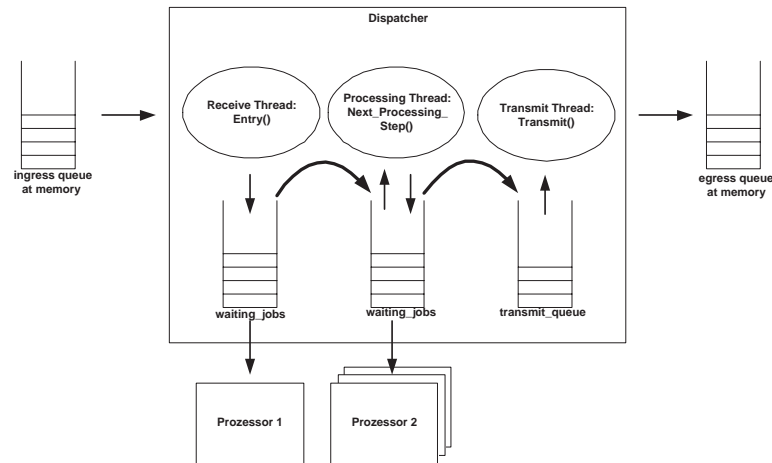 Dispatcher
Receive Thread:
Entry()
Processing Thread:
Next_Processing_
Step()
Transmit Thread:
Transmit()
ingress queue
at memory
egress queue
at memory
waiting_jobs
waiting_jobs
transmit_queue
Prozessor 1
Prozessor 2